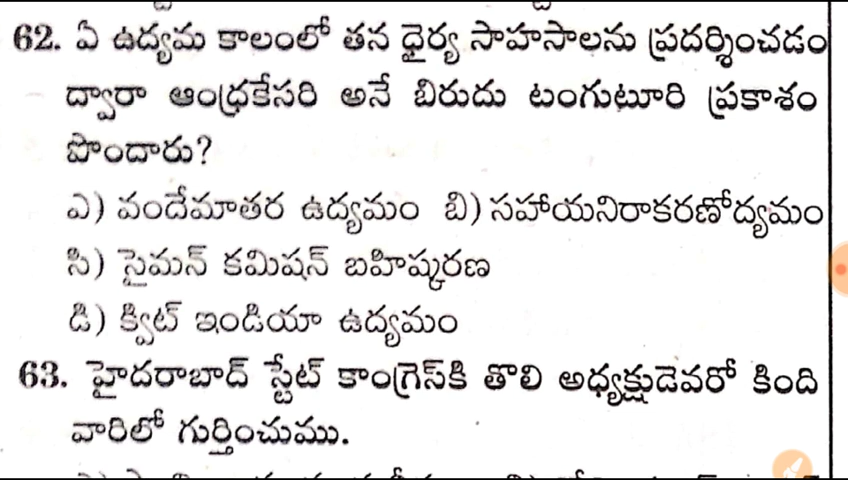 62. ఏ ఉద్యమ కాలంలో తన ధైర్య సాహసాలను ప్రదర్శించడం
ద్వారా ఆంధ్రకేసరి అనే బిరుదు టంగుటూరి ప్రకాశం
పొందారు?
ఎ) వందేమాతర ఉద్యమం బి) సహాయనిరాకరణోద్యమం
సి) సైమన్ కమిషన్ బహిష్కరణ
డి) క్విట్ ఇండియా ఉద్యమం
63. హైదరాబాద్ స్టేట్ కాంగ్రెస్‌కి తొలి అధ్యక్షుడెవరో కింది
వారిలో గుర్తించుము.